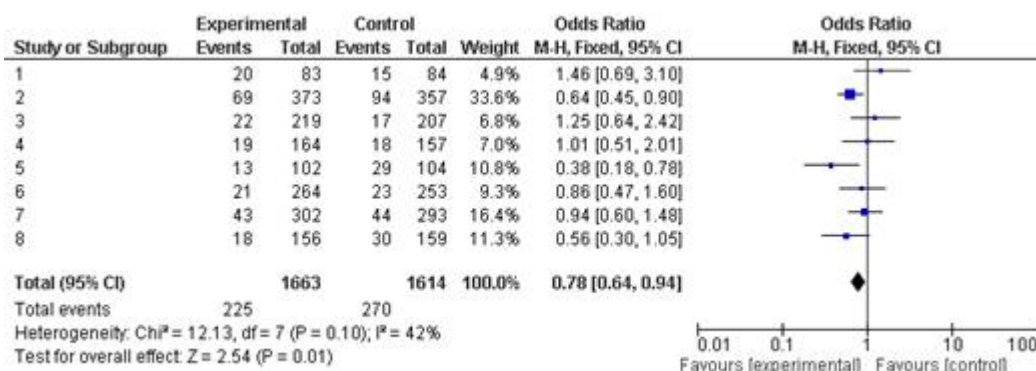 Experimental Control Odds Ratio Odds Ratio
Study or Subgroup Events Total Events Total Weight M-H, Fixed, 95% CI M-H, Fixed, 95% CI
1 20 83 15 84 4.9% 1.46 [0.69, 3.10]
2 69 373 94 357 33.6% 0.64 [0.45, 0.90]
3 22 219 17 207 6.8% 1.25 [0.64, 2.42]
4 19 164 18 157 7.0% 1.01 [0.51, 2.01]
5 13 102 29 104 10.8% 0.38 [0.18, 0.78]
6 21 264 23 253 9.3% 0.86 [0.47, 1.60]
7 43 302 44 293 16.4% 0.94 [0.60, 1.48]
8 18 156 30 159 11.3% 0.56 [0.30, 1.05]
Total (95% CI) 1663 1614 100.0% 0.78 [0.64, 0.94]
Total events 225 270
Heterogeneity: Chi² = 12.13, df = 7 (P = 0.10); I² = 42%
Test for overall effect: Z = 2.54 (P = 0.01)
0.01 0.1 1 10 100
Favours [experimental] Favours [control]